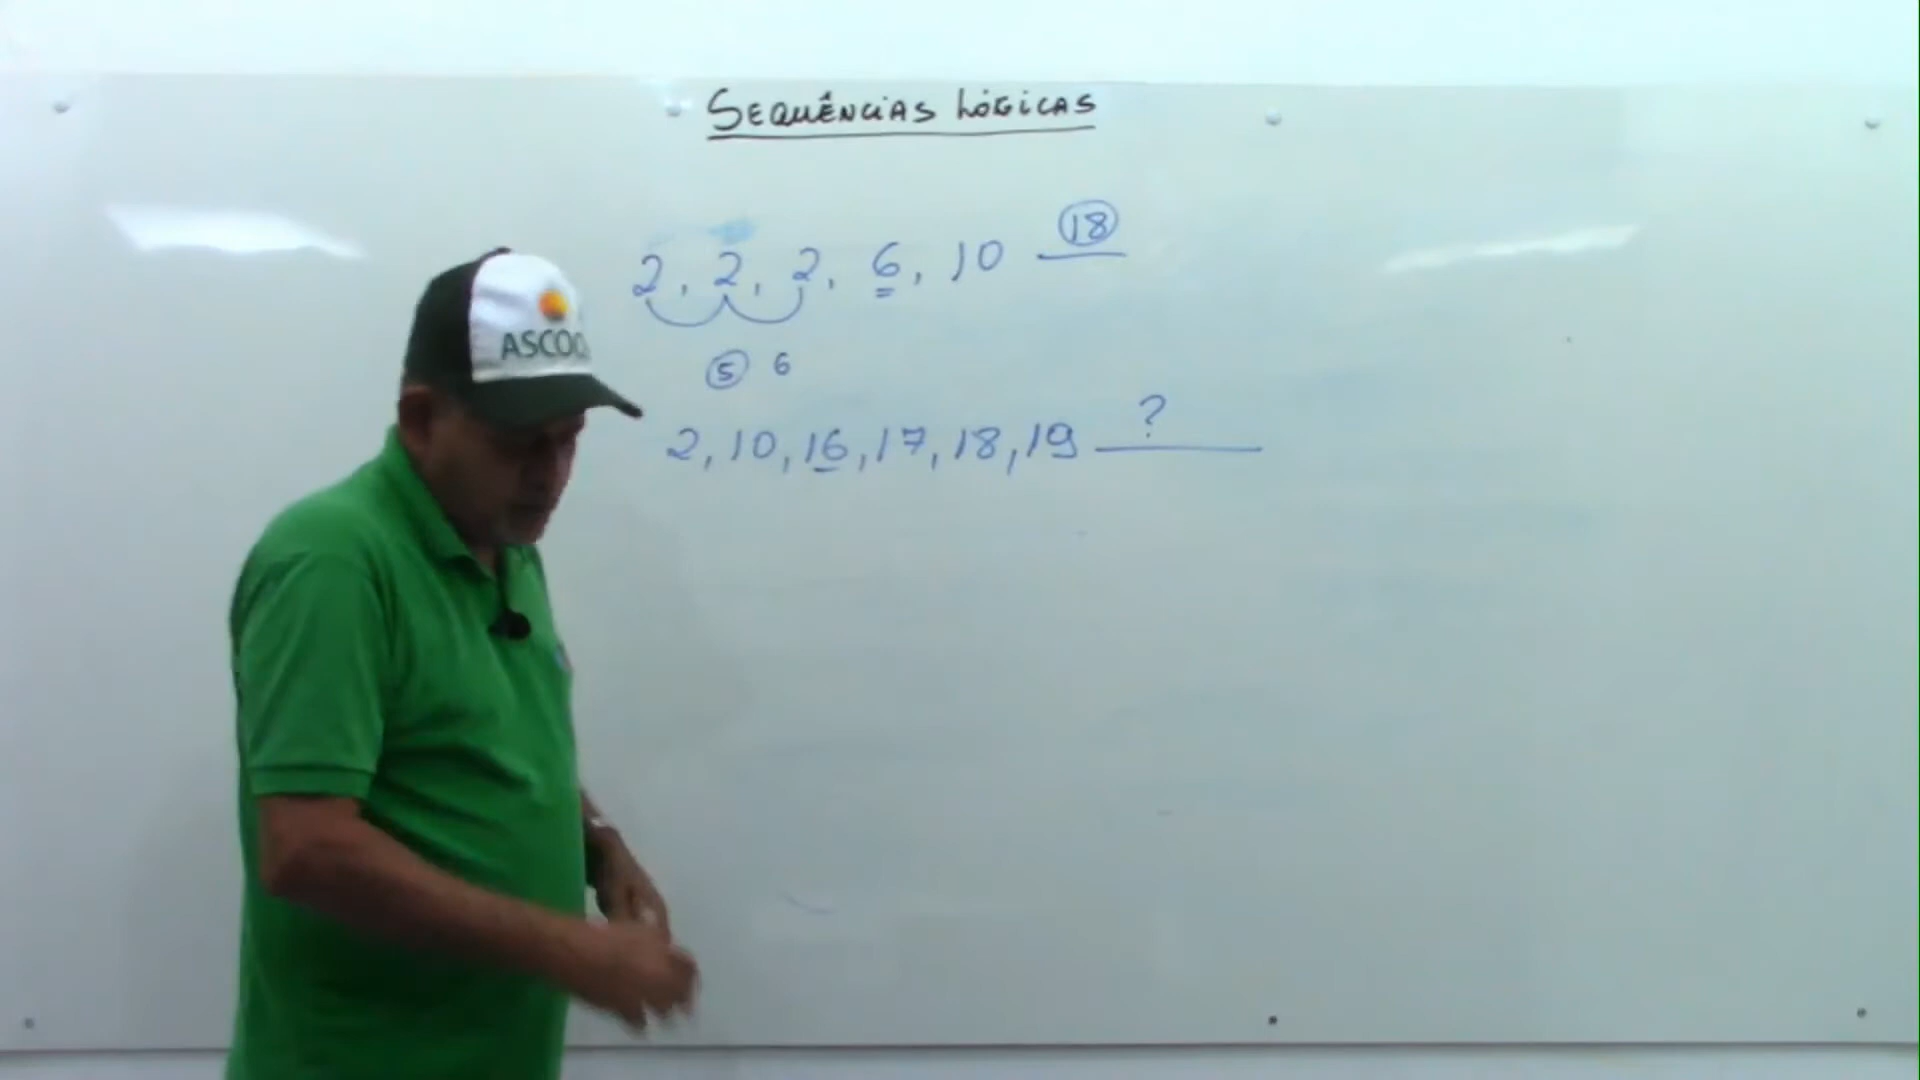 SEQUÊNCIAS LÓGICAS
2, 2, 2, 6, 10 18
5 6
2, 10, 16, 17, 18, 19 ?
ASCOO